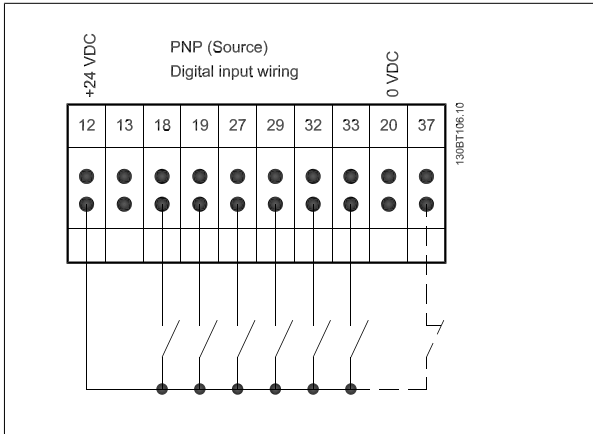 PNP (Source)
Digital input wiring
+24 VDC
0 VDC
12 13 18 19 27 29 32 33 20 37
130BT106.10